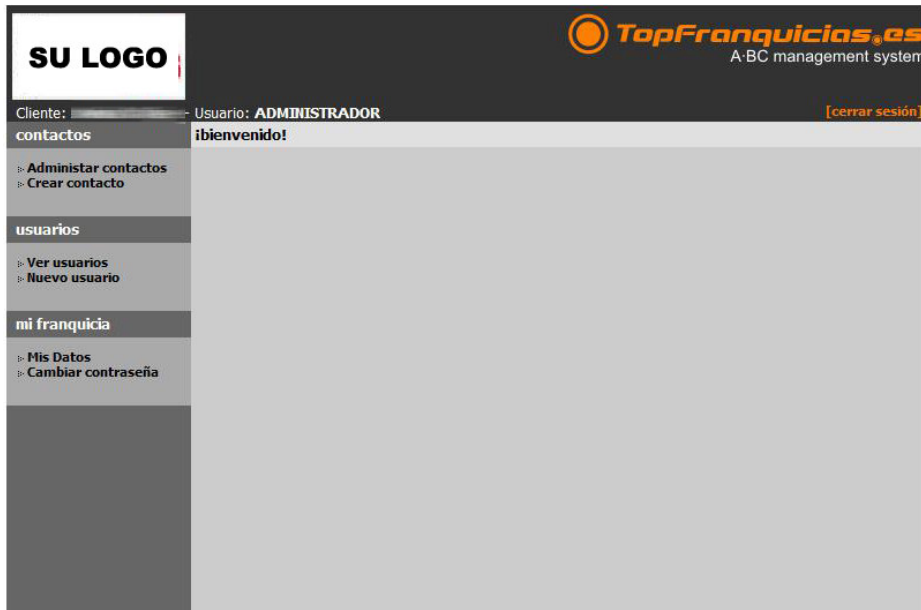 SU LOGO
TopFranquicias.es
A·BC management system
Cliente: - Usuario: ADMINISTRADOR
[cerrar sesión]
contactos
¡bienvenido!
Administar contactos
Crear contacto
usuarios
Ver usuarios
Nuevo usuario
mi franquicia
Mis Datos
Cambiar contraseña